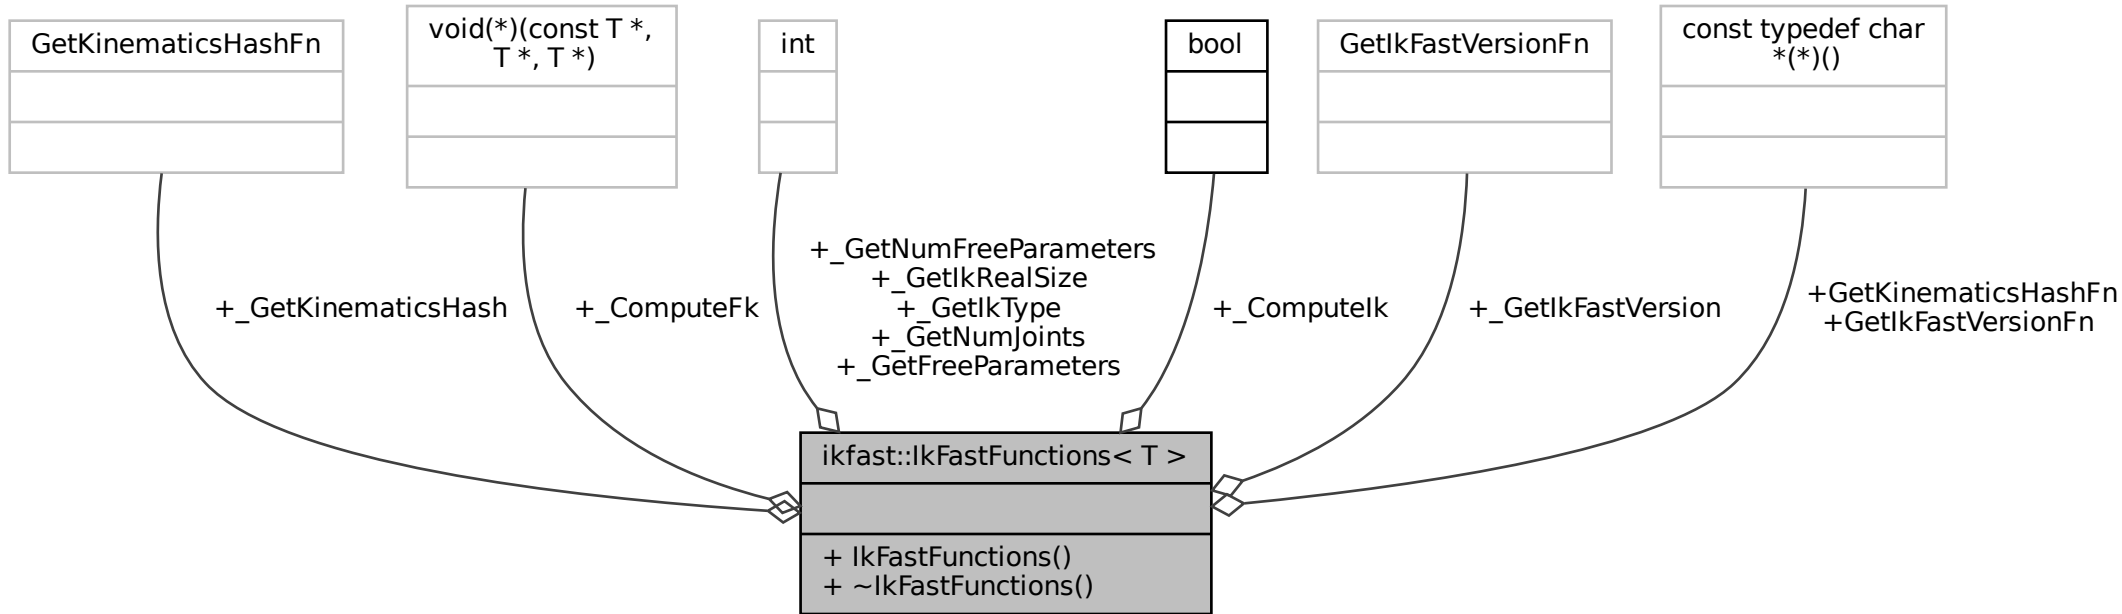 GetKinematicsHashFn
void(*)(const T *,
T *, T *)
int
bool
GetIkFastVersionFn
const typedef char
*(*)()
+_GetKinematicsHash
+_ComputeFk
+_GetNumFreeParameters
+_GetIkRealSize
+_GetIkType
+_GetNumJoints
+_GetFreeParameters
+_ComputeIk
+_GetIkFastVersion
+GetKinematicsHashFn
+GetIkFastVersionFn
ikfast::IkFastFunctions< T >
+ IkFastFunctions()
+ ~IkFastFunctions()